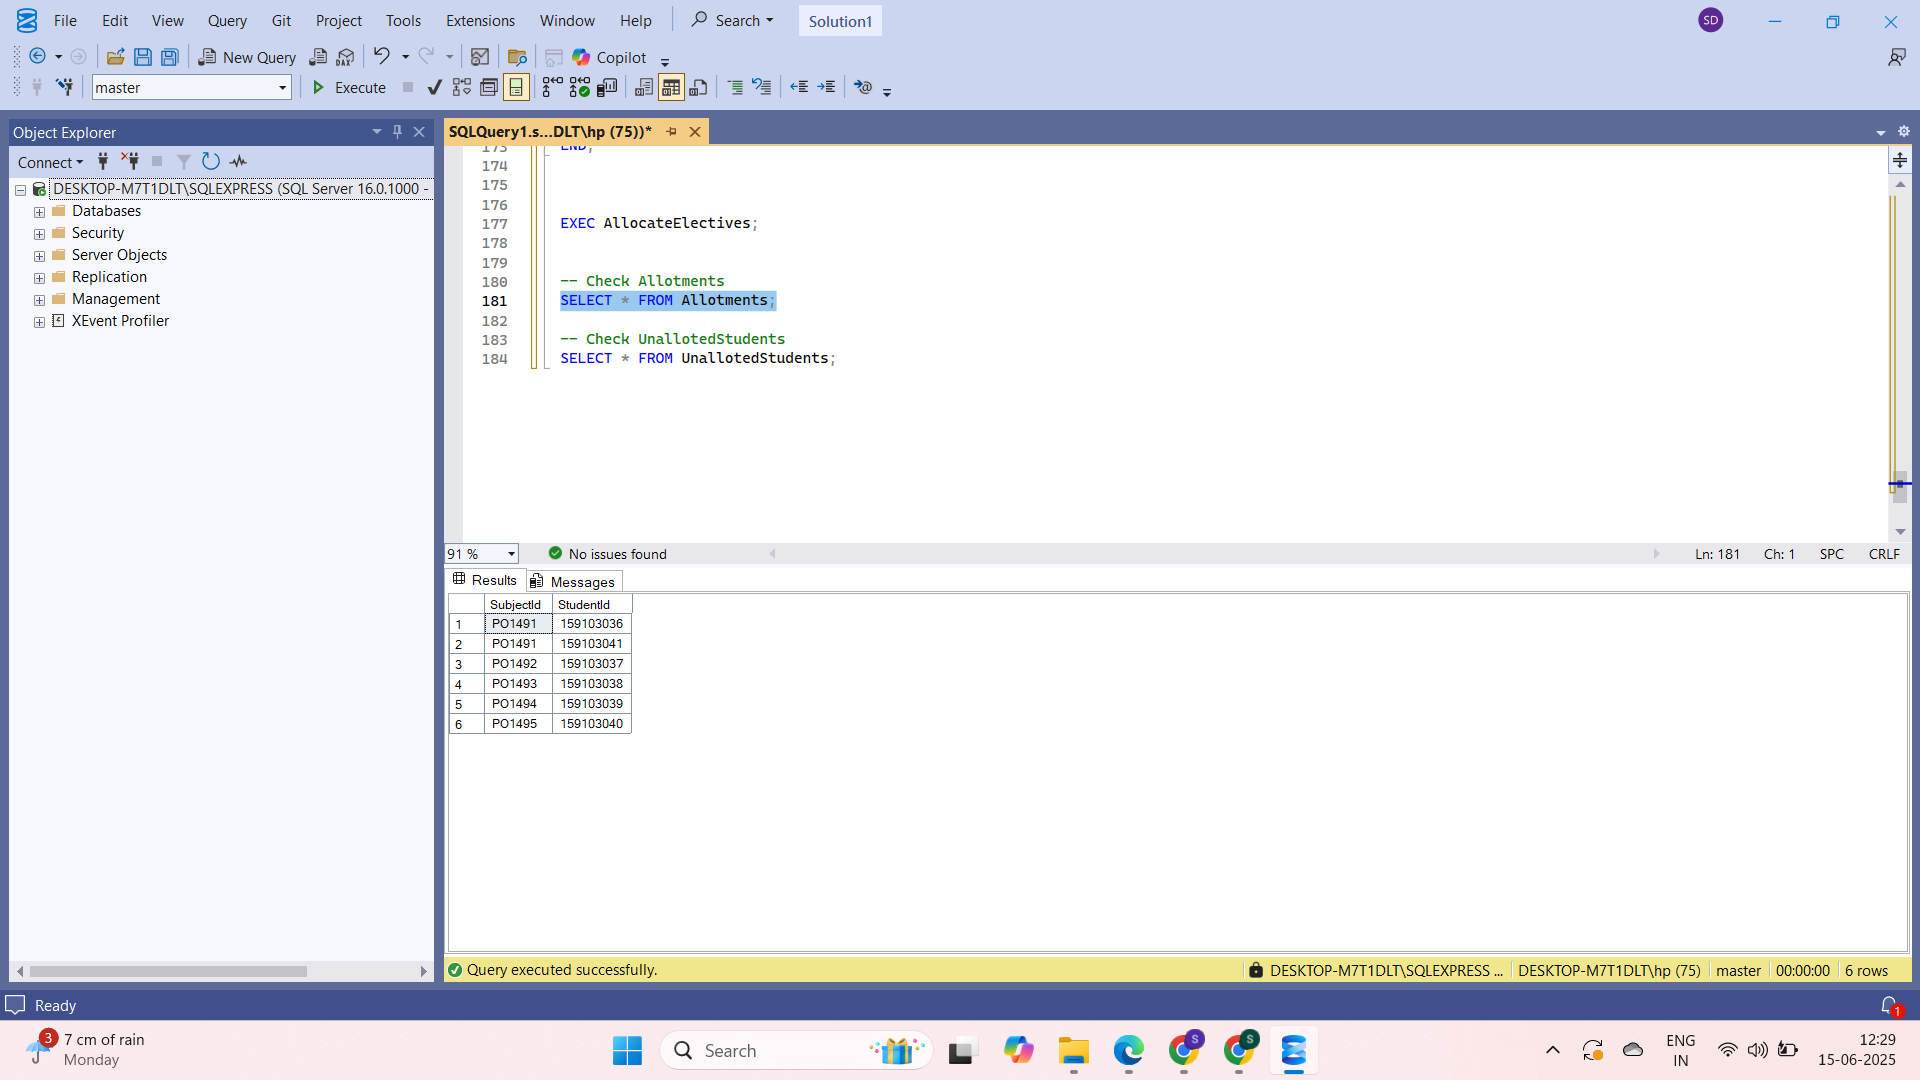 File Edit View Query Git Project Tools Extensions Window Help Search Solution1 SD
New Query DAX Copilot
master Execute
Object Explorer
Connect
DESKTOP-M7T1DLT\SQLEXPRESS (SQL Server 16.0.1000 -
Databases
Security
Server Objects
Replication
Management
XEvent Profiler
SQLQuery1.s...DLT\hp (75))*
173 END;
174
175
176
177 EXEC AllocateElectives;
178
179
180 -- Check Allotments
181 SELECT * FROM Allotments;
182
183 -- Check UnallotedStudents
184 SELECT * FROM UnallotedStudents;
91 % No issues found Ln: 181 Ch: 1 SPC CRLF
Results Messages
SubjectId StudentId
1 PO1491 159103036
2 PO1491 159103041
3 PO1492 159103037
4 PO1493 159103038
5 PO1494 159103039
6 PO1495 159103040
Query executed successfully. DESKTOP-M7T1DLT\SQLEXPRESS ... DESKTOP-M7T1DLT\hp (75) master 00:00:00 6 rows
Ready 1
3 7 cm of rain
Monday
Search
S
S
ENG
IN
12:29
15-06-2025